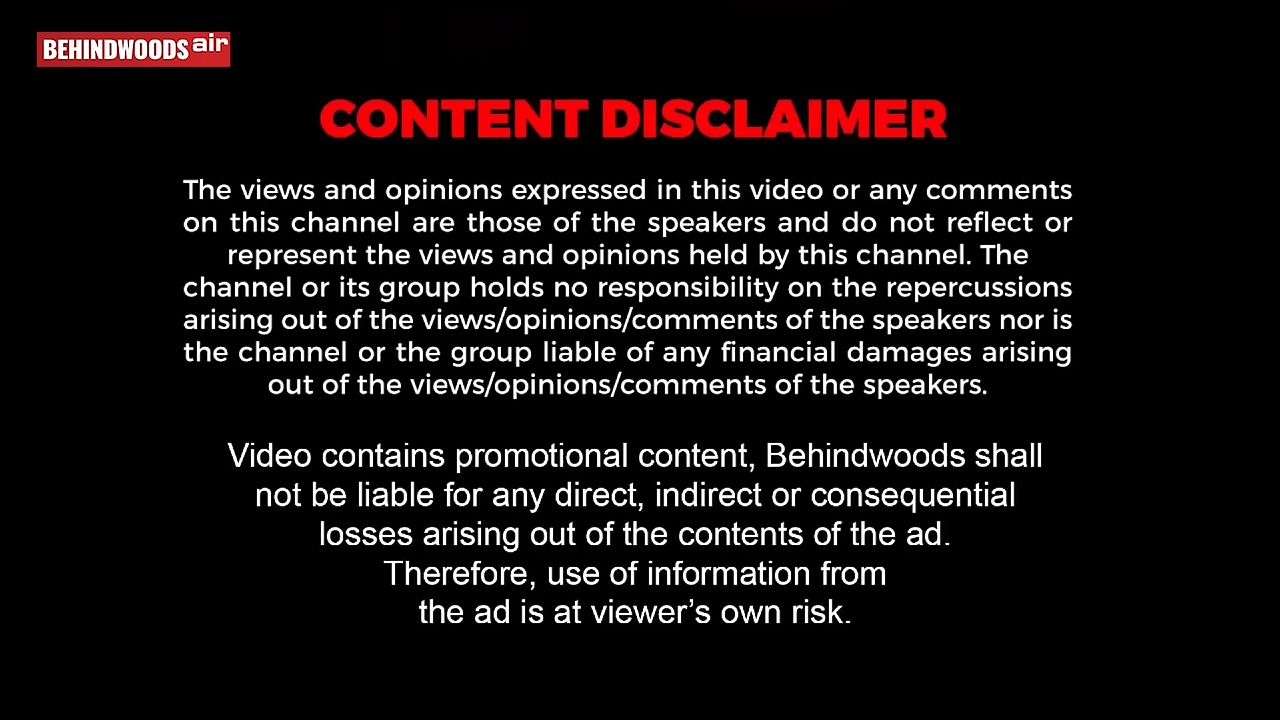 BEHINDWOODS air
CONTENT DISCLAIMER
The views and opinions expressed in this video or any comments
on this channel are those of the speakers and do not reflect or
represent the views and opinions held by this channel. The
channel or its group holds no responsibility on the repercussions
arising out of the views/opinions/comments of the speakers nor is
the channel or the group liable of any financial damages arising
out of the views/opinions/comments of the speakers.
Video contains promotional content, Behindwoods shall
not be liable for any direct, indirect or consequential
losses arising out of the contents of the ad.
Therefore, use of information from
the ad is at viewer’s own risk.